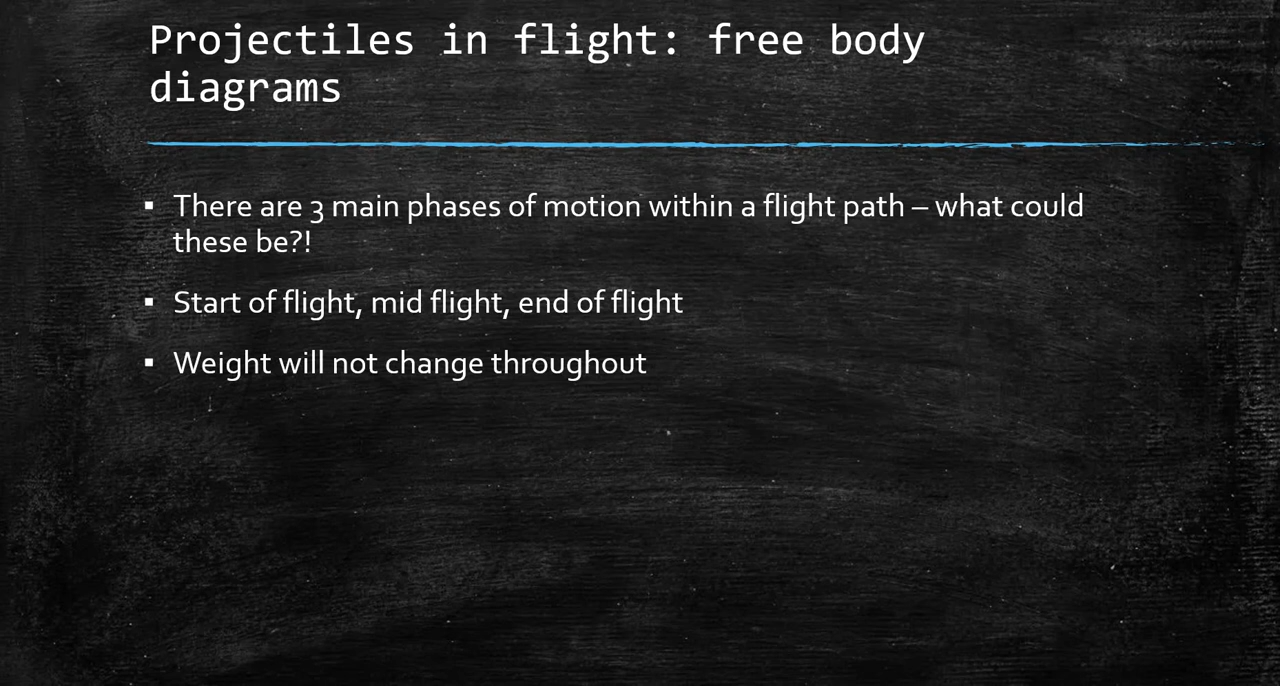 Projectiles in flight: free body
diagrams
▪ There are 3 main phases of motion within a flight path – what could
these be?!
▪ Start of flight, mid flight, end of flight
▪ Weight will not change throughout